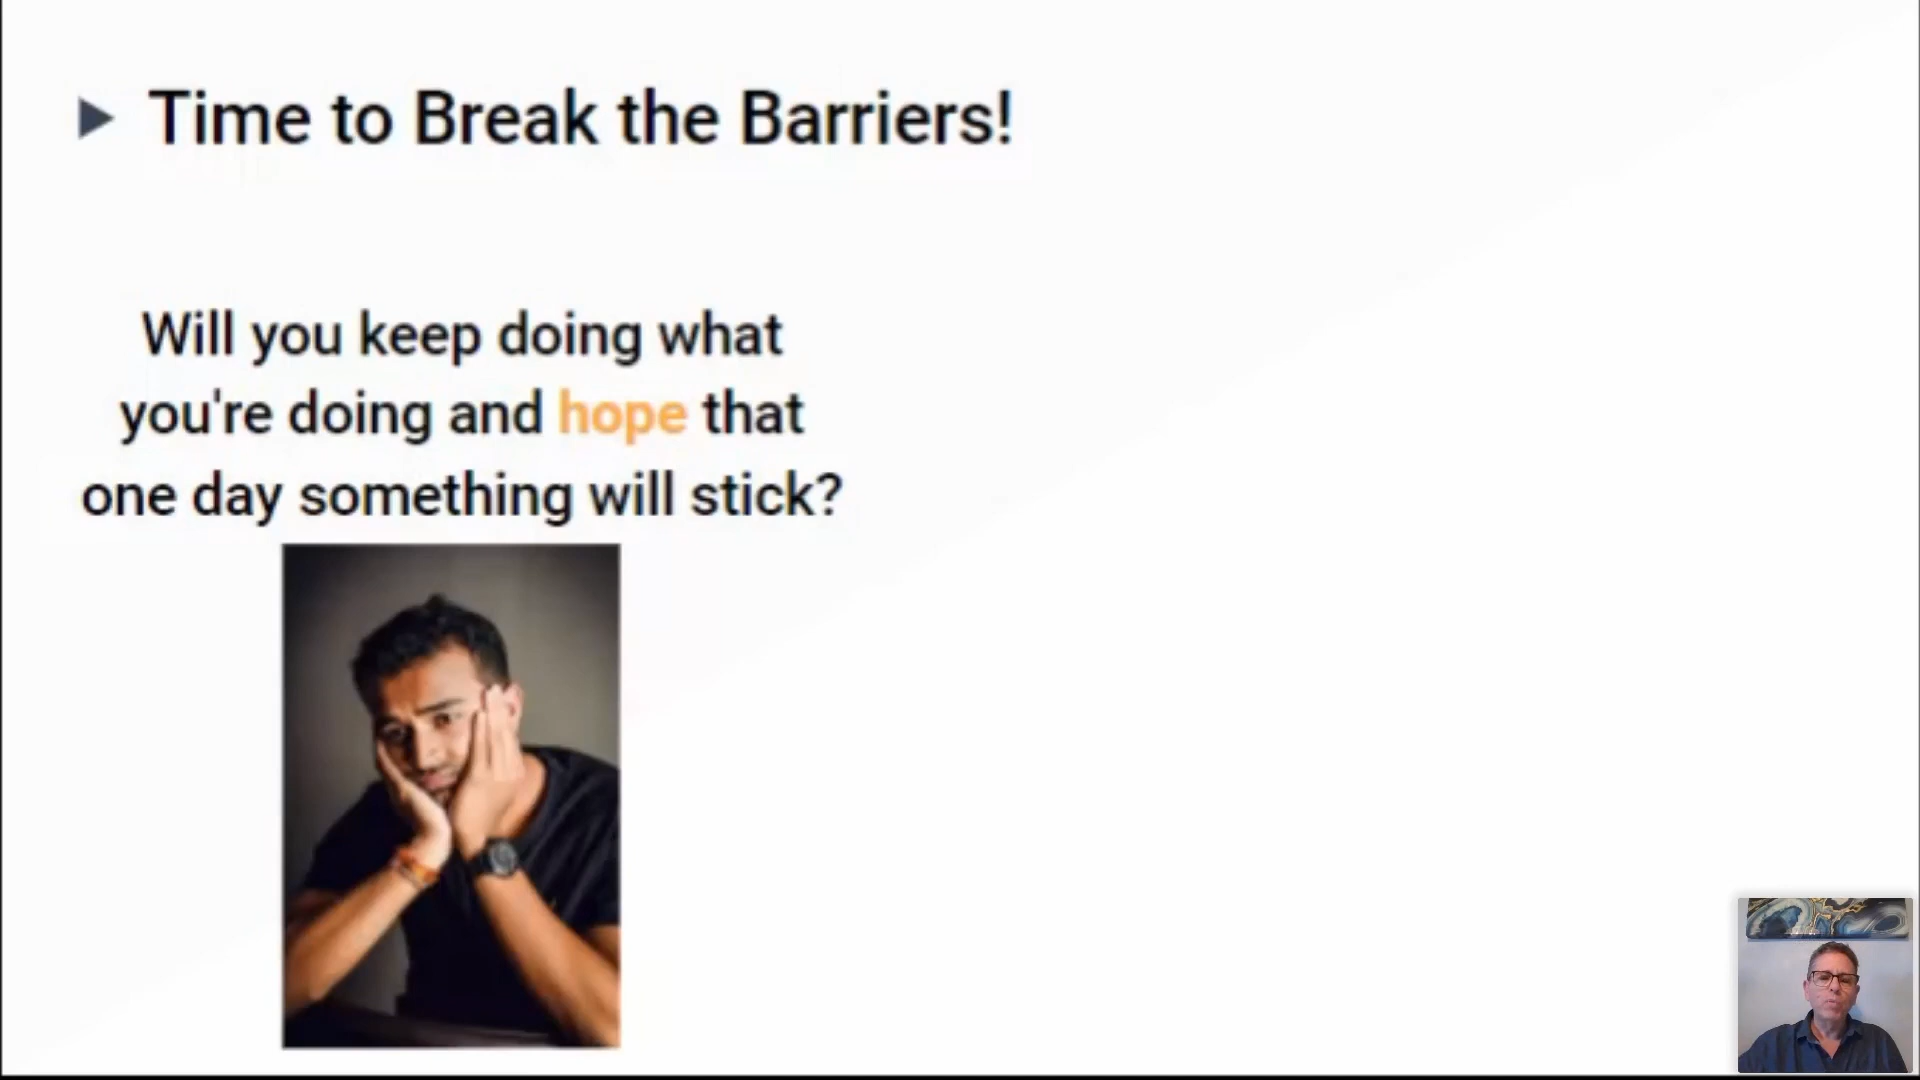 Time to Break the Barriers!
Will you keep doing what
you're doing and hope that
one day something will stick?